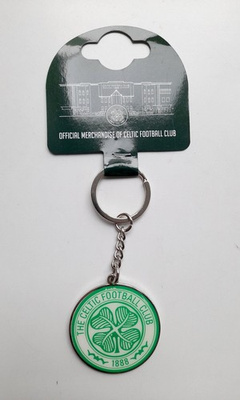 OFFICIAL MERCHANDISE OF CELTIC FOOTBALL CLUB
THE CELTIC FOOTBALL CLUB
1888